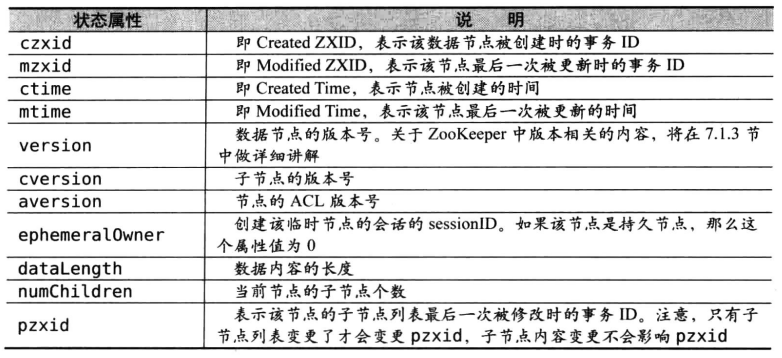 状态属性 说 明
czxid 即 Created ZXID，表示该数据节点被创建时的事务 ID
mzxid 即 Modified ZXID，表示该节点最后一次被更新时的事务 ID
ctime 即 Created Time，表示节点被创建的时间
mtime 即 Modified Time，表示该节点最后一次被更新的时间
version 数据节点的版本号。关于 ZooKeeper 中版本相关的内容，将在 7.1.3 节
中做详细讲解
cversion 子节点的版本号
aversion 节点的 ACL 版本号
ephemeralOwner 创建该临时节点的会话的 sessionID。如果该节点是持久节点，那么这
个属性值为 0
dataLength 数据内容的长度
numChildren 当前节点的子节点个数
pzxid 表示该节点的子节点列表最后一次被修改时的事务 ID。注意，只有子
节点列表变更了才会变更 pzxid，子节点内容变更不会影响 pzxid